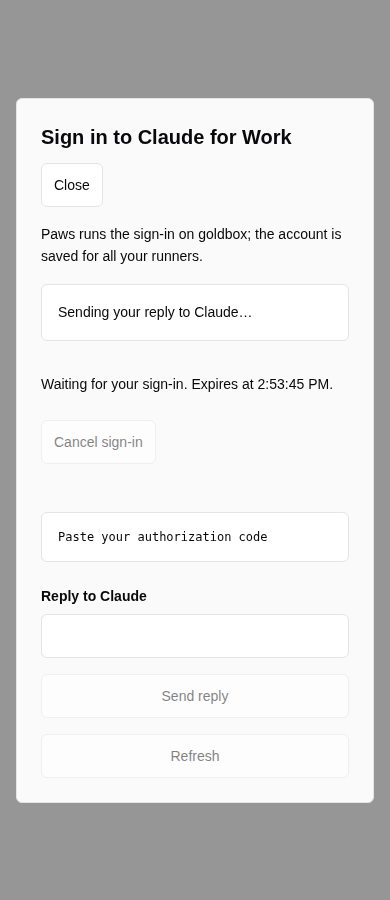 Sign in to Claude for Work
Close
Paws runs the sign-in on goldbox; the account is
saved for all your runners.
Sending your reply to Claude…
Waiting for your sign-in. Expires at 2:53:45 PM.
Cancel sign-in
Paste your authorization code
Reply to Claude
Send reply
Refresh